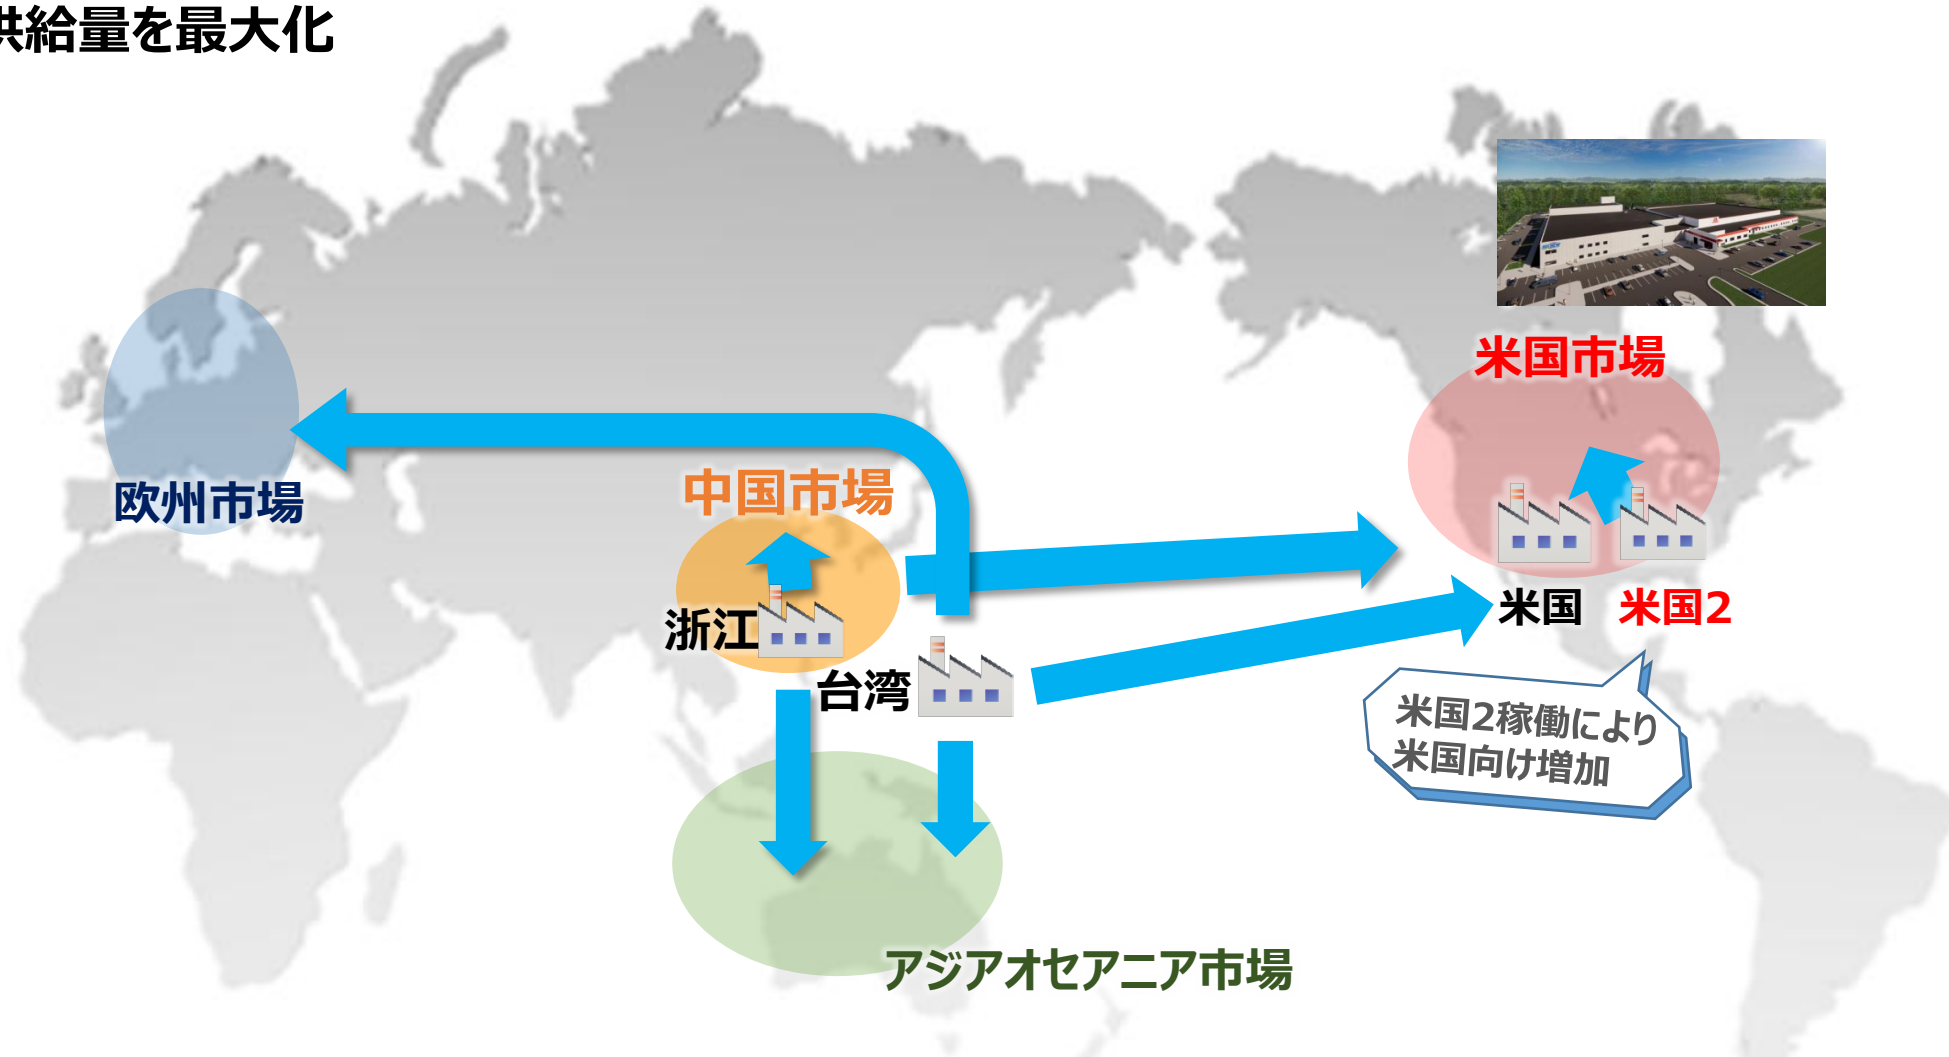 供給量を最大化
米国市場
中国市場
欧州市場
浙江
米国 米国2
台湾
米国2稼働により
米国向け増加
アジアオセアニア市場